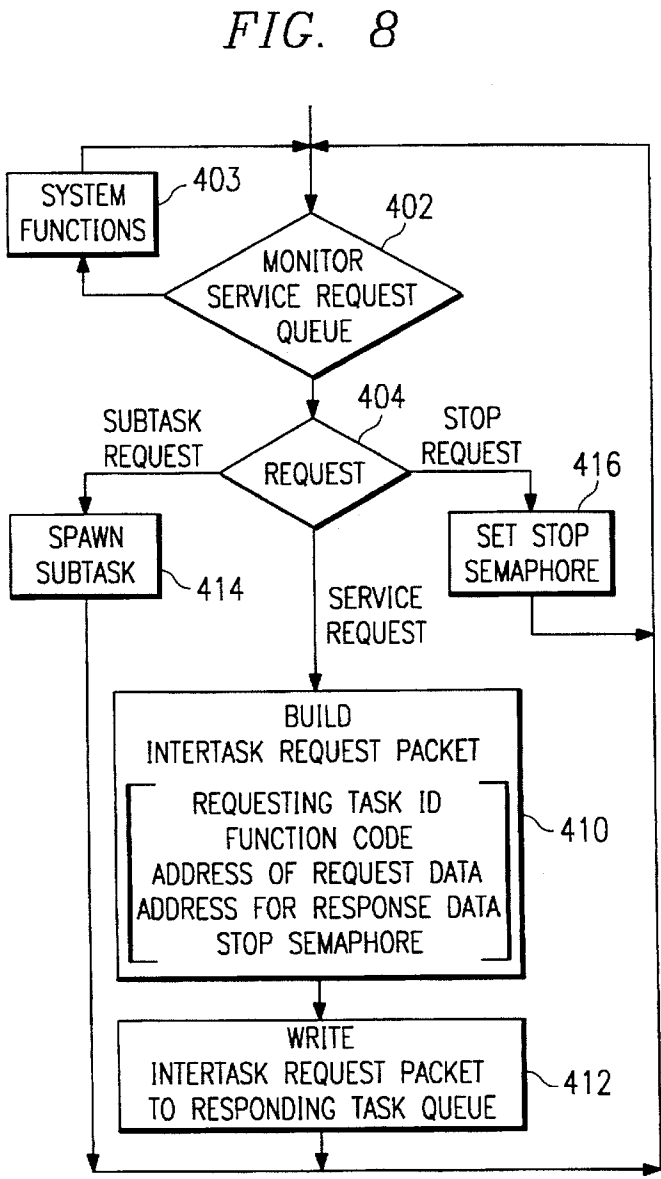 FIG. 8
SYSTEM
FUNCTIONS
403
402
MONITOR
SERVICE REQUEST
QUEUE
404
SUBTASK
REQUEST
REQUEST
STOP
REQUEST
416
SPAWN
SUBTASK
414
SET STOP
SEMAPHORE
SERVICE
REQUEST
BUILD
INTERTASK REQUEST PACKET
REQUESTING TASK ID
FUNCTION CODE
ADDRESS OF REQUEST DATA
ADDRESS FOR RESPONSE DATA
STOP SEMAPHORE
410
WRITE
INTERTASK REQUEST PACKET
TO RESPONDING TASK QUEUE
412